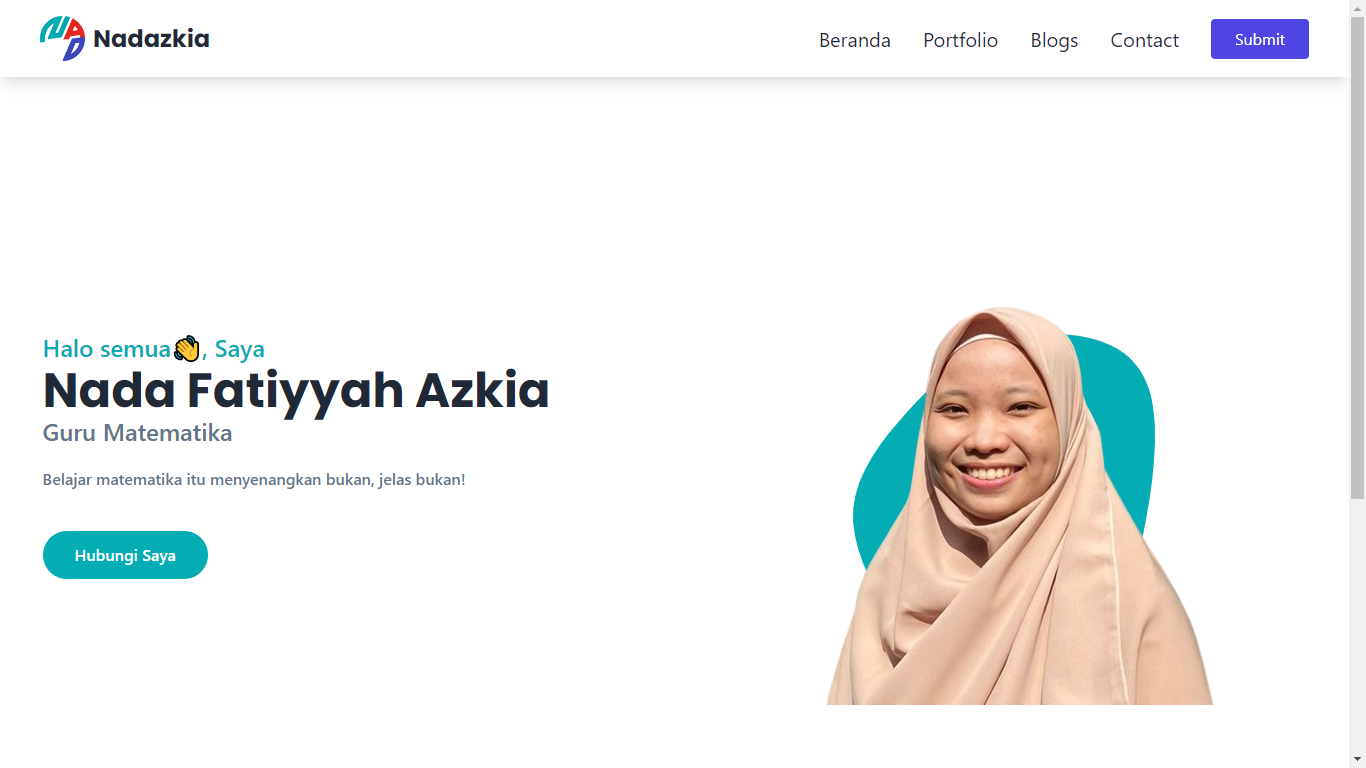 NAD Nadazkia
Beranda Portfolio Blogs Contact Submit
Halo semua👋, Saya
Nada Fatiyyah Azkia
Guru Matematika
Belajar matematika itu menyenangkan bukan, jelas bukan!
Hubungi Saya